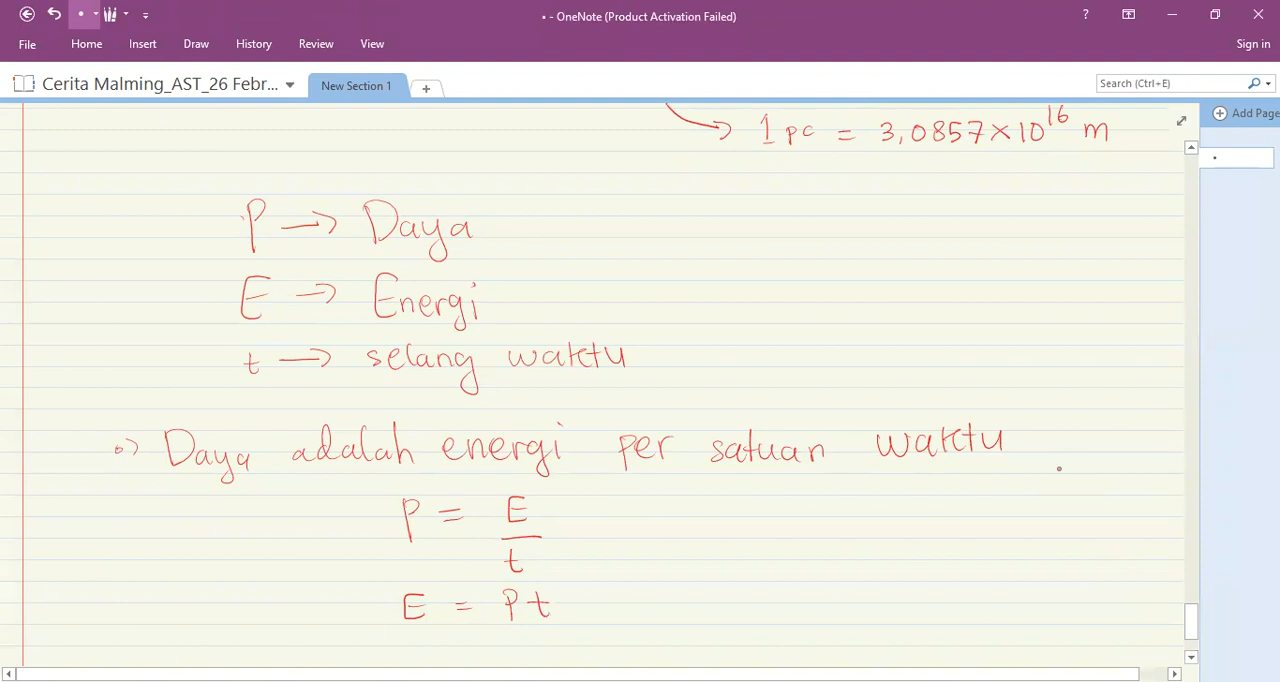 - OneNote (Product Activation Failed)
File Home Insert Draw History Review View Sign in
Cerita Malming_AST_26 Febr... New Section 1 Search (Ctrl+E)
Add Page
1 pc = 3,0857×10^16 m
P → Daya
E → Energi
t → selang waktu
Daya adalah energi per satuan waktu
P = E
t
E = P t